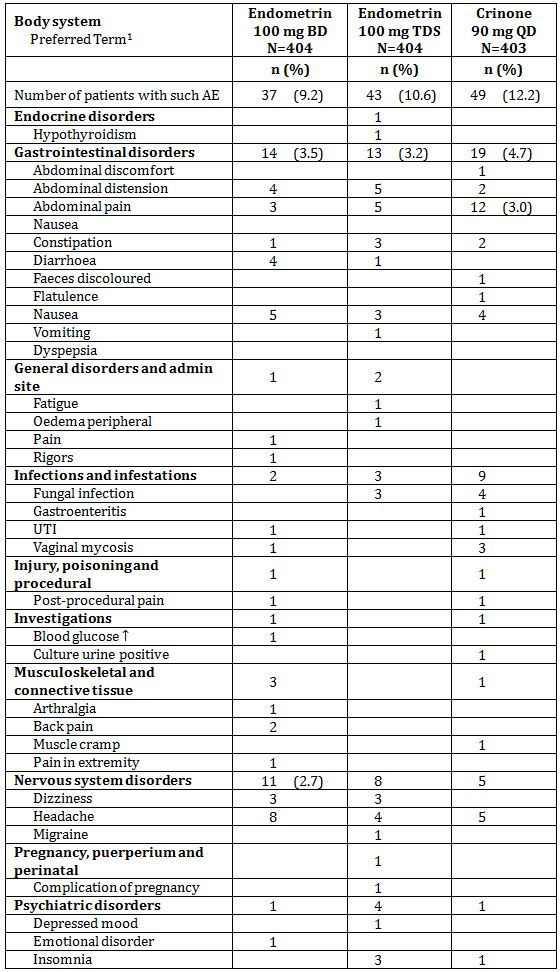 Body system Endometrin Endometrin Crinone
Preferred Term1 100 mg BD 100 mg TDS 90 mg QD
N=404 N=404 N=403
n (%) n (%) n (%)
Number of patients with such AE 37 (9.2) 43 (10.6) 49 (12.2)
Endocrine disorders 1
Hypothyroidism 1
Gastrointestinal disorders 14 (3.5) 13 (3.2) 19 (4.7)
Abdominal discomfort 1
Abdominal distension 4 5 2
Abdominal pain 3 5 12 (3.0)
Nausea
Constipation 1 3 2
Diarrhoea 4 1
Faeces discoloured 1
Flatulence 1
Nausea 5 3 4
Vomiting 1
Dyspepsia
General disorders and admin
site 1 2
Fatigue 1
Oedema peripheral 1
Pain 1
Rigors 1
Infections and infestations 2 3 9
Fungal infection 3 4
Gastroenteritis 1
UTI 1 1
Vaginal mycosis 1 3
Injury, poisoning and
procedural 1 1
Post-procedural pain 1 1
Investigations 1 1
Blood glucose ↑ 1
Culture urine positive 1
Musculoskeletal and
connective tissue 3 1
Arthralgia 1
Back pain 2
Muscle cramp 1
Pain in extremity 1
Nervous system disorders 11 (2.7) 8 5
Dizziness 3 3
Headache 8 4 5
Migraine 1
Pregnancy, puerperium and
perinatal 1
Complication of pregnancy 1
Psychiatric disorders 1 4 1
Depressed mood 1
Emotional disorder 1
Insomnia 3 1